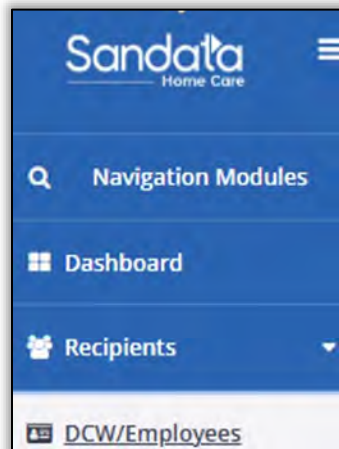 Sandata
Home Care
Navigation Modules
Dashboard
Recipients
DCW/Employees